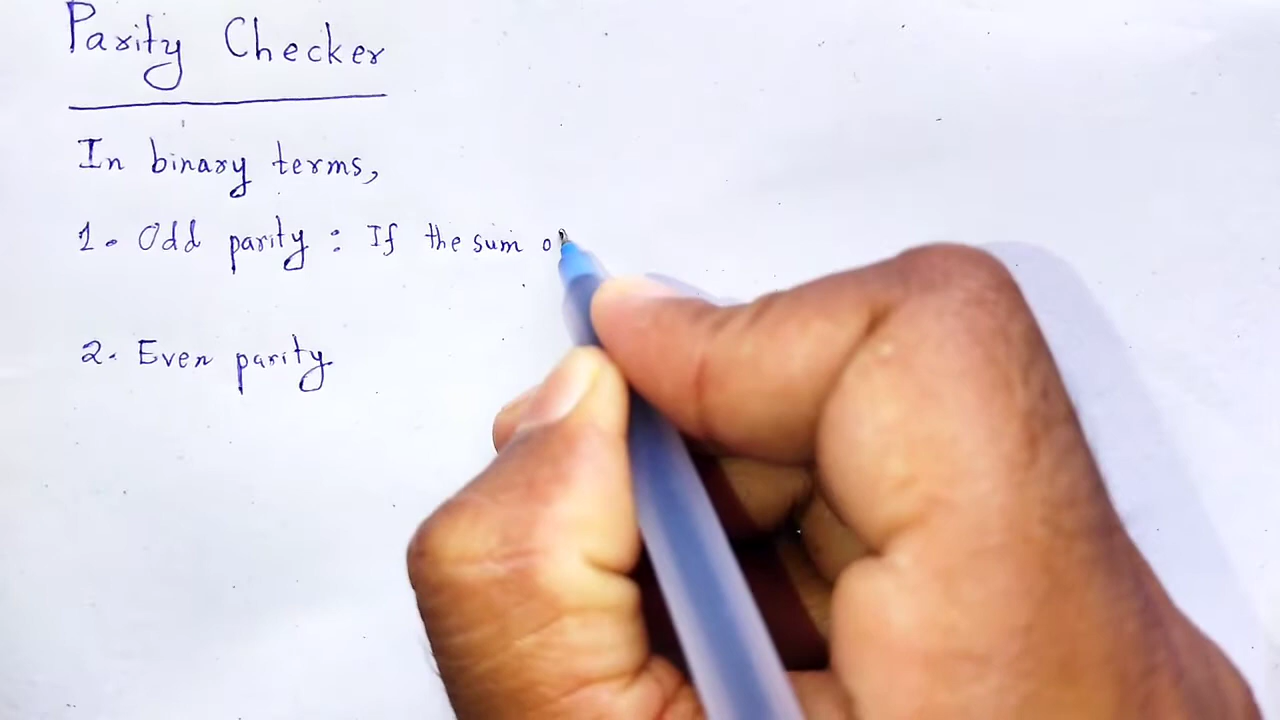 Parity Checker
In binary terms,
1. Odd parity : If the sum o
2. Even parity